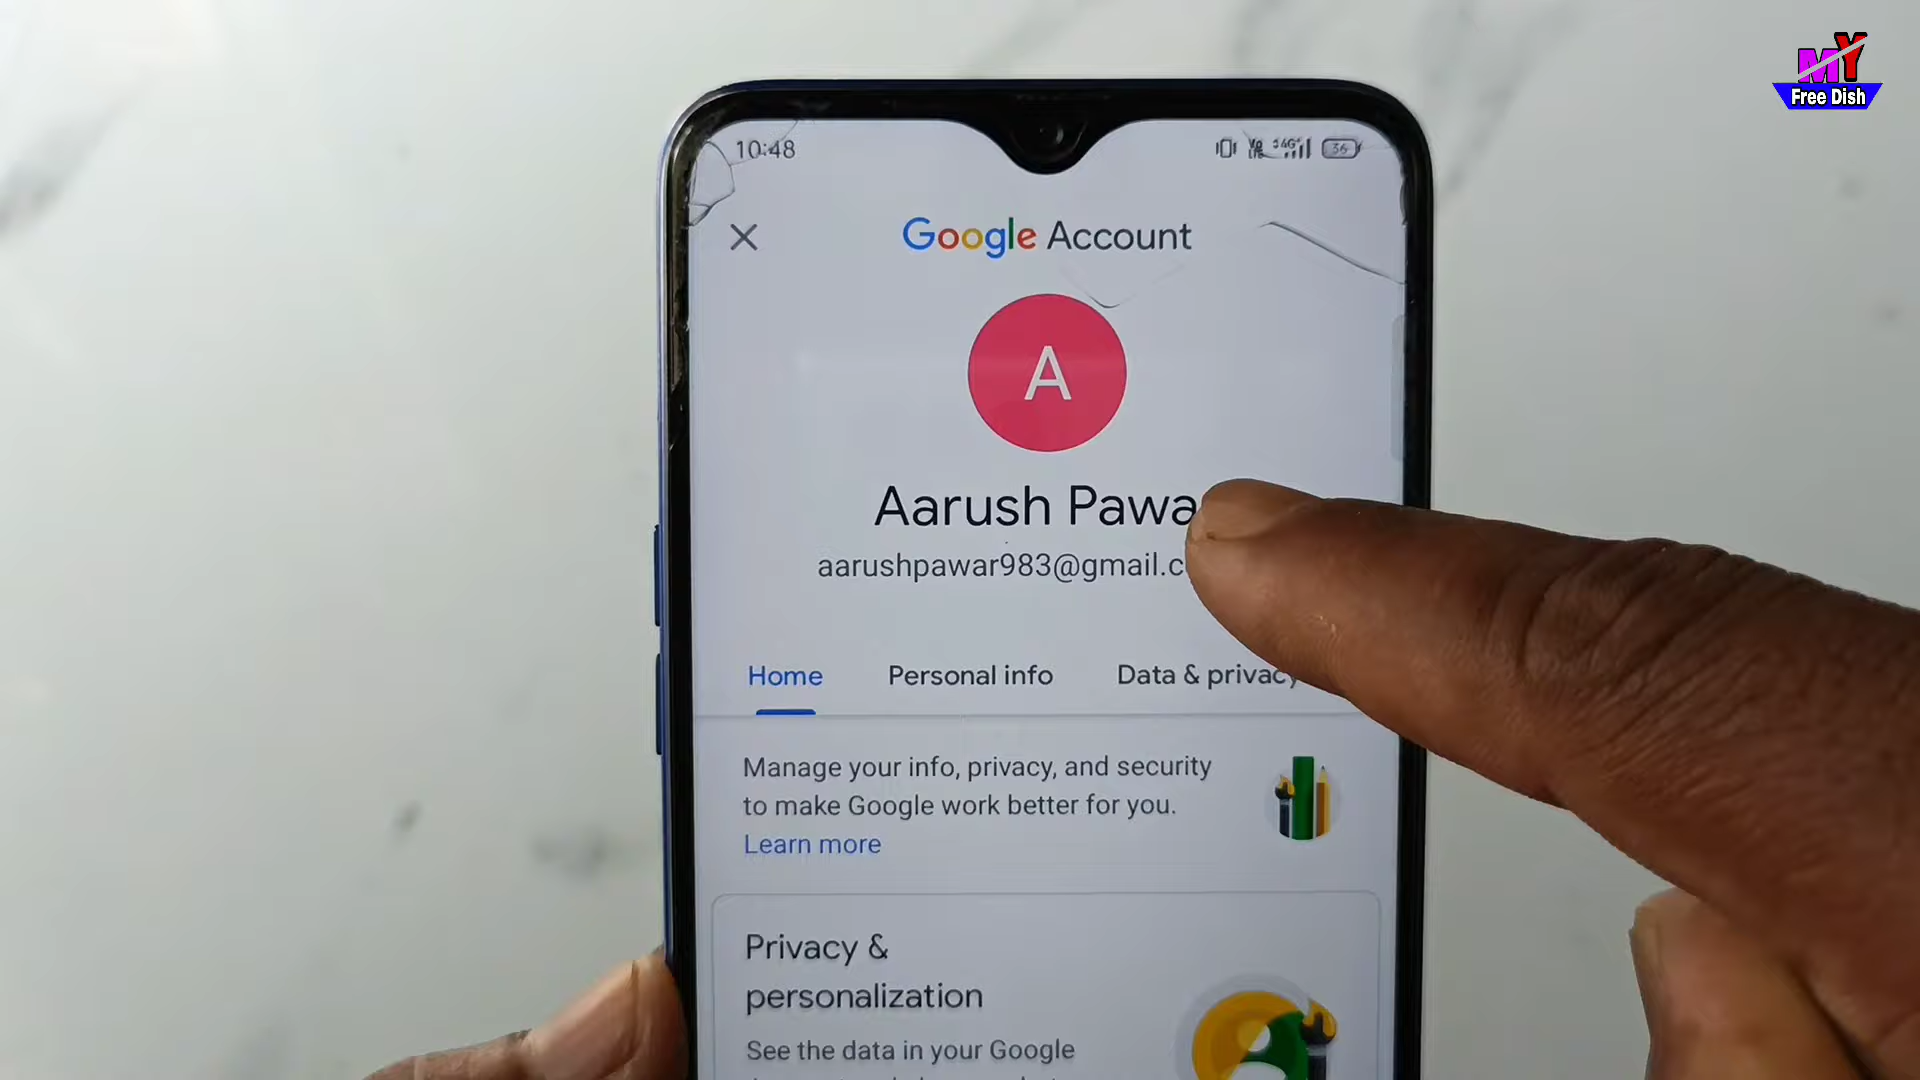 MY
Free Dish
10:48
36
Google Account
A
Aarush Pawa
aarushpawar983@gmail.c
Home
Personal info
Data & privacy
Manage your info, privacy, and security
to make Google work better for you.
Learn more
Privacy &
personalization
See the data in your Google